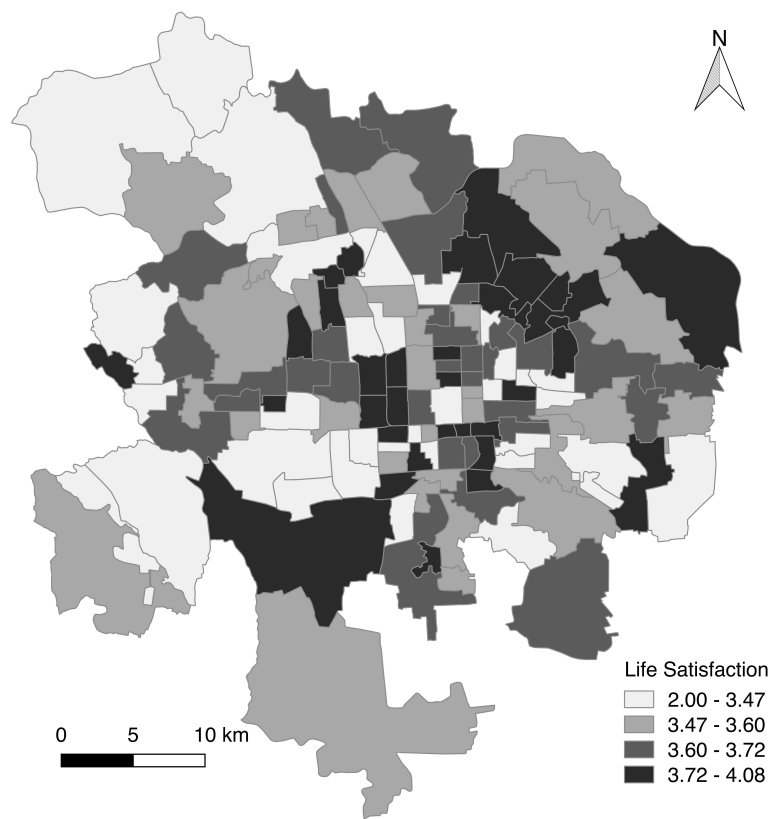 N
Life Satisfaction
2.00 - 3.47
3.47 - 3.60
3.60 - 3.72
3.72 - 4.08
0 5 10 km